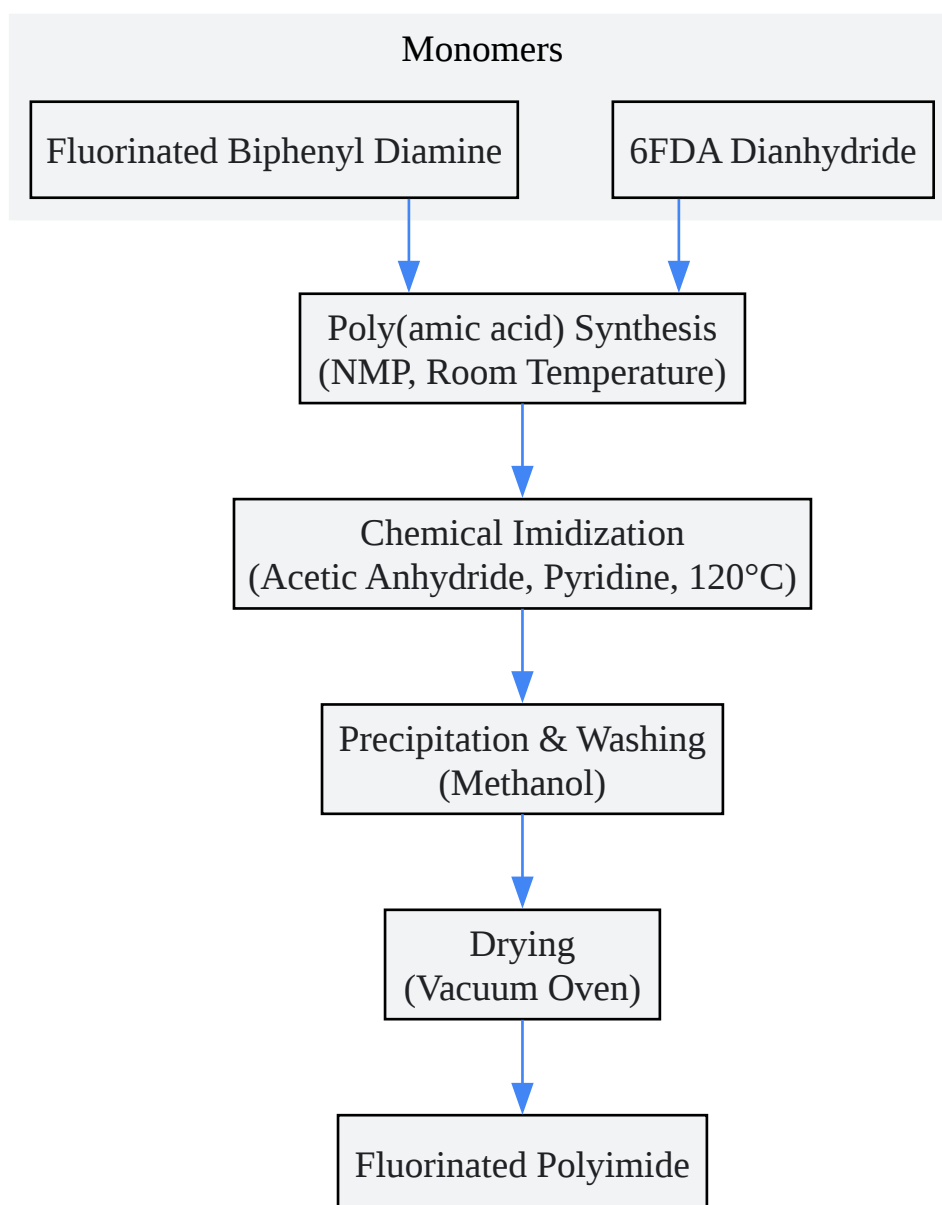 Monomers
Fluorinated Biphenyl Diamine
6FDA Dianhydride
Poly(amic acid) Synthesis
(NMP, Room Temperature)
Chemical Imidization
(Acetic Anhydride, Pyridine, 120°C)
Precipitation & Washing
(Methanol)
Drying
(Vacuum Oven)
Fluorinated Polyimide